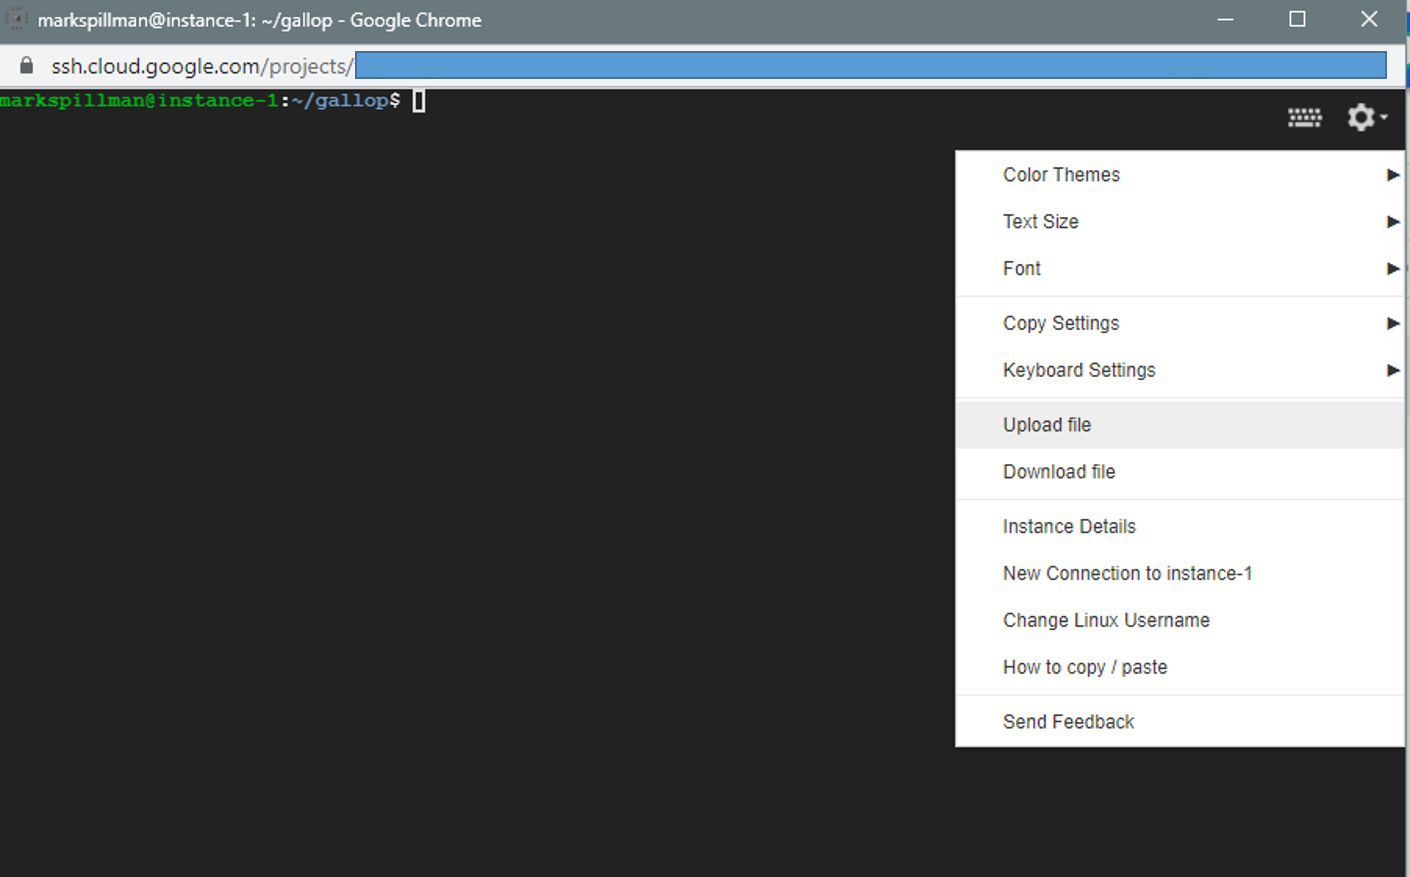 markspillman@instance-1: ~/gallop - Google Chrome
ssh.cloud.google.com/projects/
markspillman@instance-1:~/gallop$
Color Themes
Text Size
Font
Copy Settings
Keyboard Settings
Upload file
Download file
Instance Details
New Connection to instance-1
Change Linux Username
How to copy / paste
Send Feedback